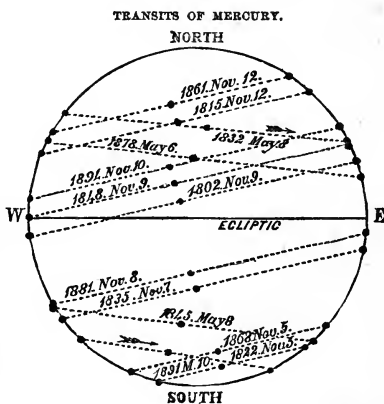 TRANSITS OF MERCURY.
NORTH
1861. Nov. 12.
1815. Nov. 12.
1832 May. 5
1878 May 6.
1891. Nov. 10.
1848. Nov. 9.
1802. Nov. 9.
W
E
ECLIPTIC
1881. Nov. 8.
1835. Nov. 7
1845. May 8
1868 Nov. 5.
1822 Nov. 5.
1891 M. 10.
SOUTH